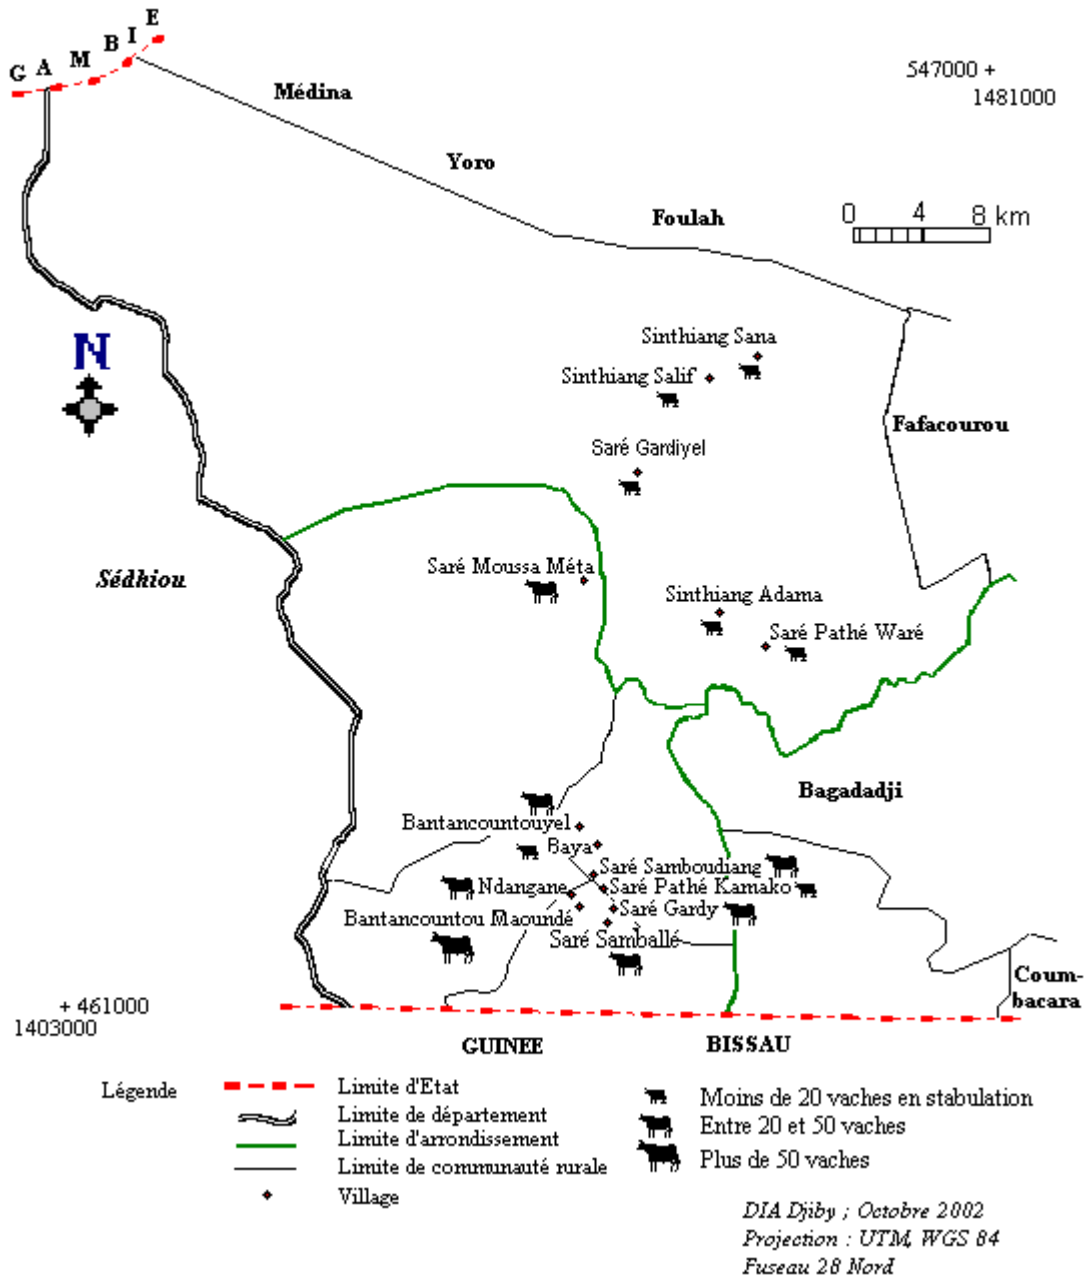 G A M B I E
547000 +
1481000
Médina
Yoro
Foulah
0 4 8 km
N
Sinthiang Sana
Sinthiang Salif
Fafacourou
Saré Gardiyel
Sédhiou
Saré Moussa Méta
Sinthiang Adama
Saré Pathé Waré
Bagadadji
Bantancountouyel
Baya
Saré Samboudiang
Ndangane
Saré Pathé Kamako
Bantancountou Maoundé
Saré Gardy
Saré Samballé
Coum-
bacara
+ 461000
1403000
GUINEE BISSAU
Légende
Limite d'Etat
Limite de département
Limite d'arrondissement
Limite de communauté rurale
Village
Moins de 20 vaches en stabulation
Entre 20 et 50 vaches
Plus de 50 vaches
DIA Djiby ; Octobre 2002
Projection : UTM, WGS 84
Fuseau 28 Nord